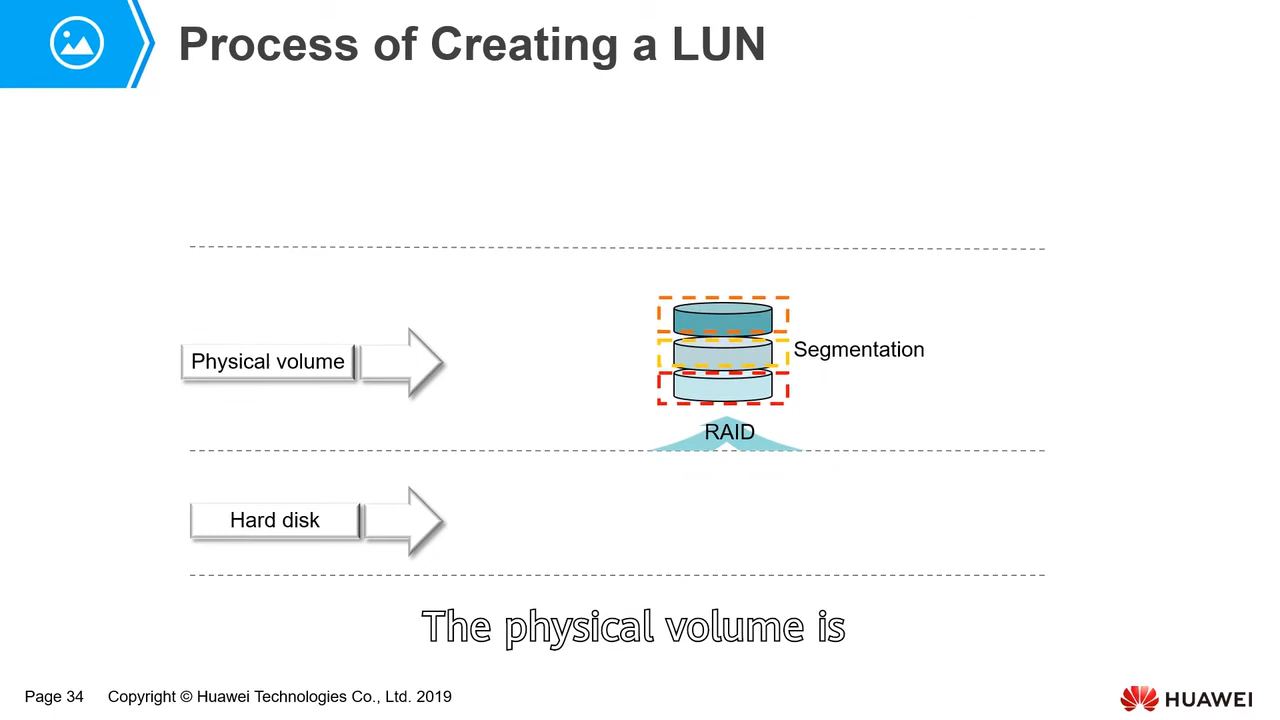 Process of Creating a LUN
Physical volume
Segmentation
RAID
Hard disk
The physical volume is
Page 34 Copyright © Huawei Technologies Co., Ltd. 2019
HUAWEI